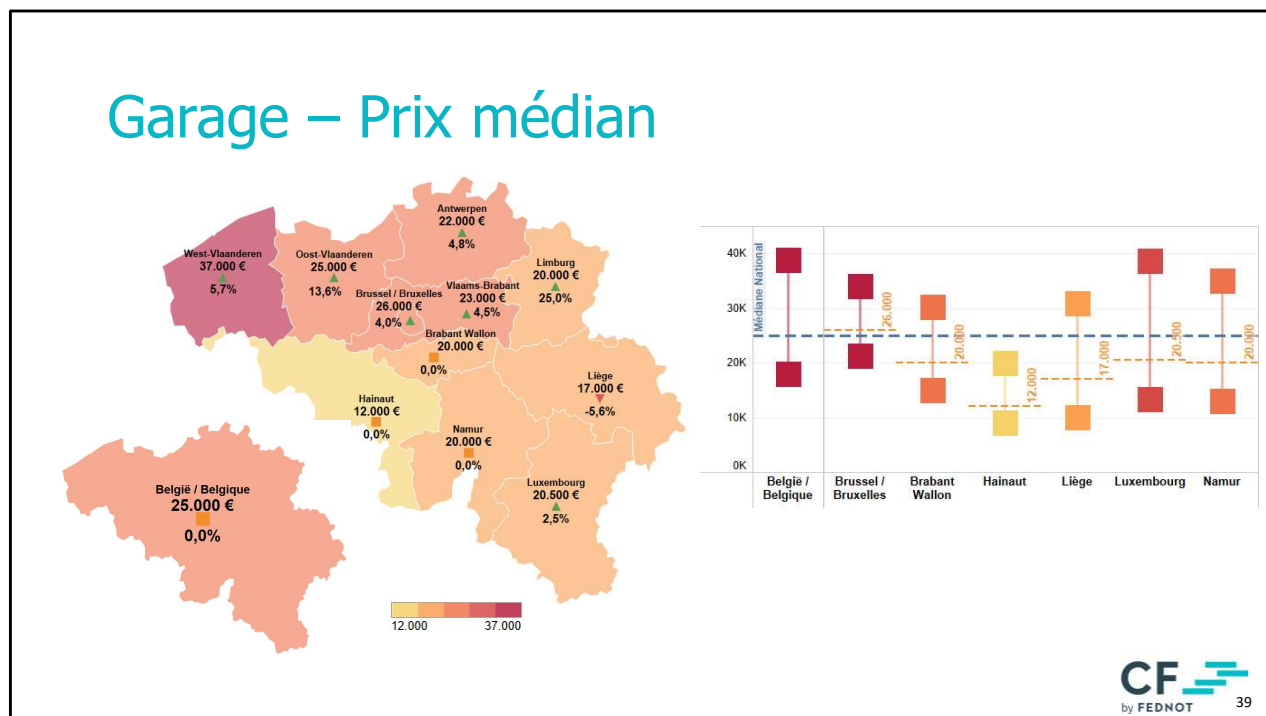 Garage – Prix médian
Antwerpen
22.000 €
4,8%
West-Vlaanderen
37.000 €
5,7%
Oost-Vlaanderen
25.000 €
13,6%
Limburg
20.000 €
25,0%
Brussel / Bruxelles
26.000 €
4,0%
Vlaams-Brabant
23.000 €
4,5%
Brabant Wallon
20.000 €
0,0%
Liège
17.000 €
-5,6%
Hainaut
12.000 €
0,0%
Namur
20.000 €
0,0%
Luxembourg
20.500 €
2,5%
België / Belgique
25.000 €
0,0%
12.000
37.000
40K
30K
20K
10K
0K
Médiane National
26.000
20.000
12.000
17.000
20.500
20.000
België /
Belgique
Brussel /
Bruxelles
Brabant
Wallon
Hainaut
Liège
Luxembourg
Namur
CF
by FEDNOT
39